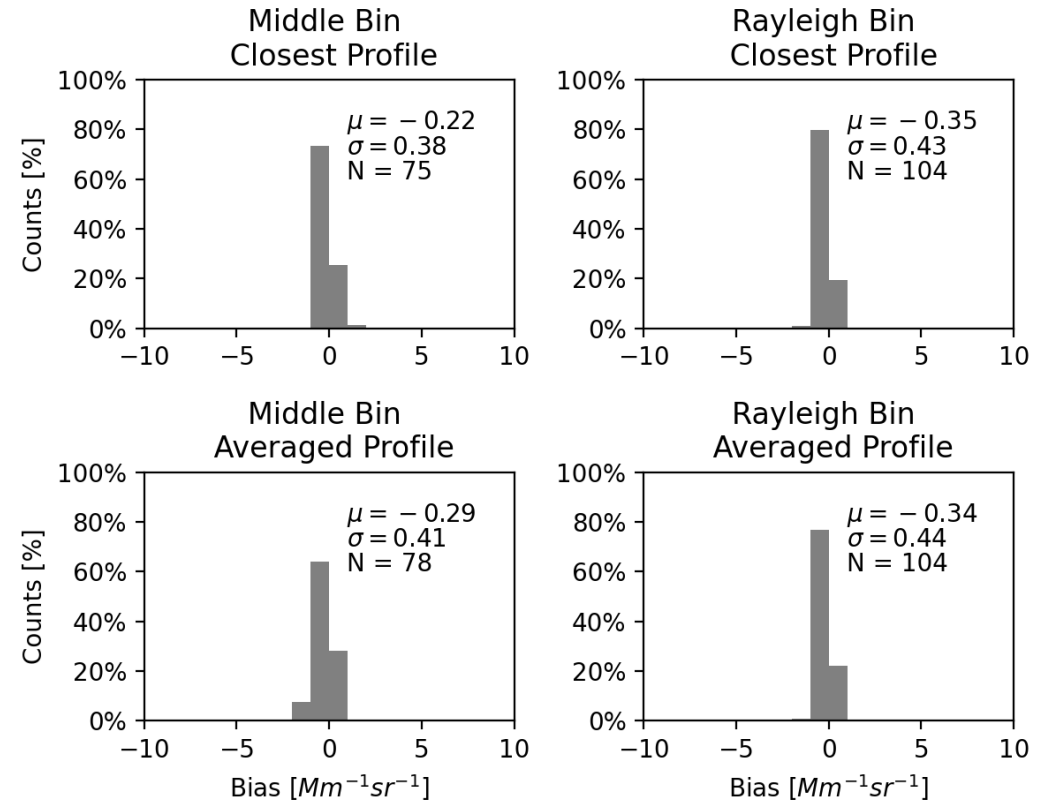 Middle Bin
Closest Profile
Rayleigh Bin
Closest Profile
Counts [%]
100%
80%
60%
40%
20%
0%
−10
−5
0
5
10
μ = −0.22
σ = 0.38
N = 75
100%
80%
60%
40%
20%
0%
−10
−5
0
5
10
μ = −0.35
σ = 0.43
N = 104
Middle Bin
Averaged Profile
Rayleigh Bin
Averaged Profile
Counts [%]
100%
80%
60%
40%
20%
0%
−10
−5
0
5
10
μ = −0.29
σ = 0.41
N = 78
Bias [Mm⁻¹sr⁻¹]
100%
80%
60%
40%
20%
0%
−10
−5
0
5
10
μ = −0.34
σ = 0.44
N = 104
Bias [Mm⁻¹sr⁻¹]